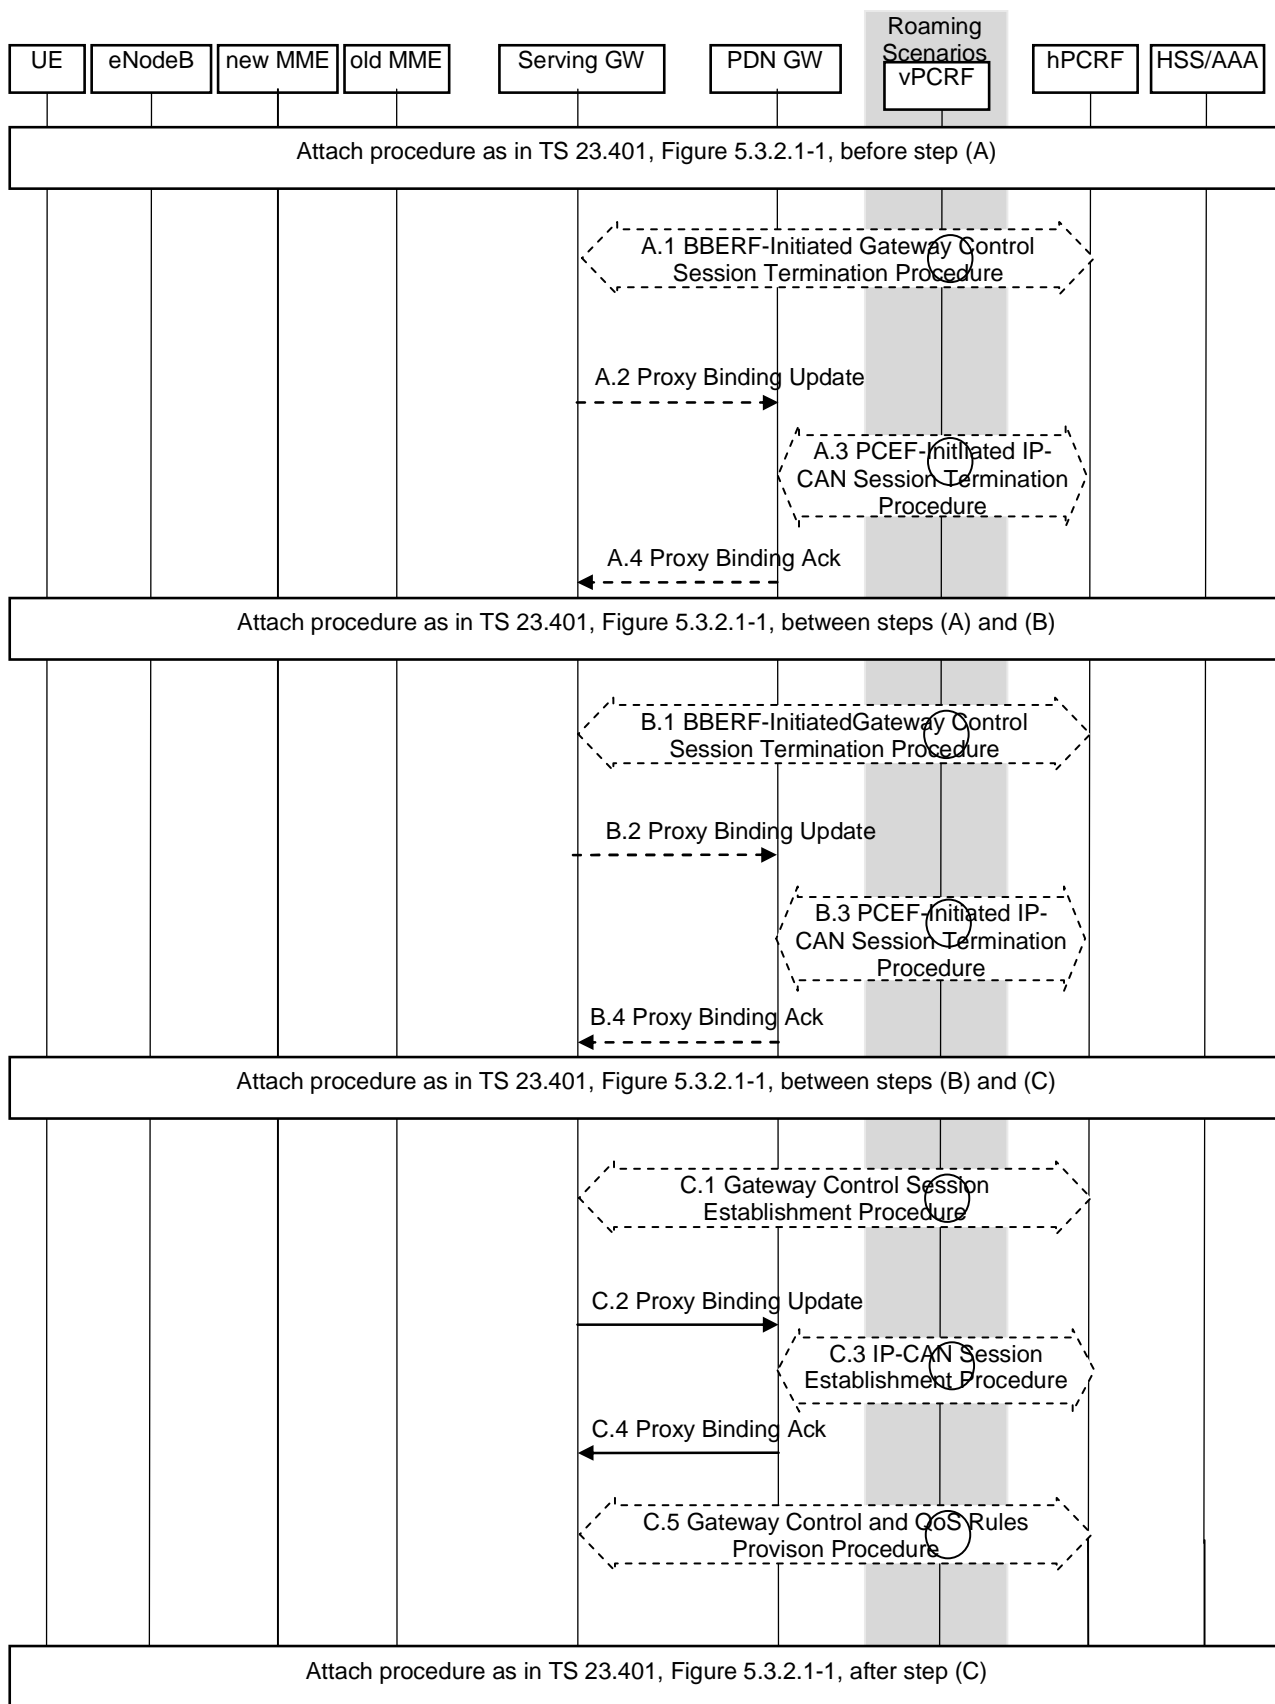 Roaming
Scenarios
UE
eNodeB
new MME
old MME
Serving GW
PDN GW
vPCRF
hPCRF
HSS/AAA
Attach procedure as in TS 23.401, Figure 5.3.2.1-1, before step (A)
A.1 BBERF-Initiated Gateway Control
Session Termination Procedure
A.2 Proxy Binding Update
A.3 PCEF-Initliated IP-
CAN Session Termination
Procedure
A.4 Proxy Binding Ack
Attach procedure as in TS 23.401, Figure 5.3.2.1-1, between steps (A) and (B)
B.1 BBERF-InitiatedGateway Control
Session Termination Procedure
B.2 Proxy Binding Update
B.3 PCEF-Initiated IP-
CAN Session Termination
Procedure
B.4 Proxy Binding Ack
Attach procedure as in TS 23.401, Figure 5.3.2.1-1, between steps (B) and (C)
C.1 Gateway Control Session
Establishment Procedure
C.2 Proxy Binding Update
C.3 IP-CAN Session
Establishment Procedure
C.4 Proxy Binding Ack
C.5 Gateway Control and QoS Rules
Provison Procedure
Attach procedure as in TS 23.401, Figure 5.3.2.1-1, after step (C)